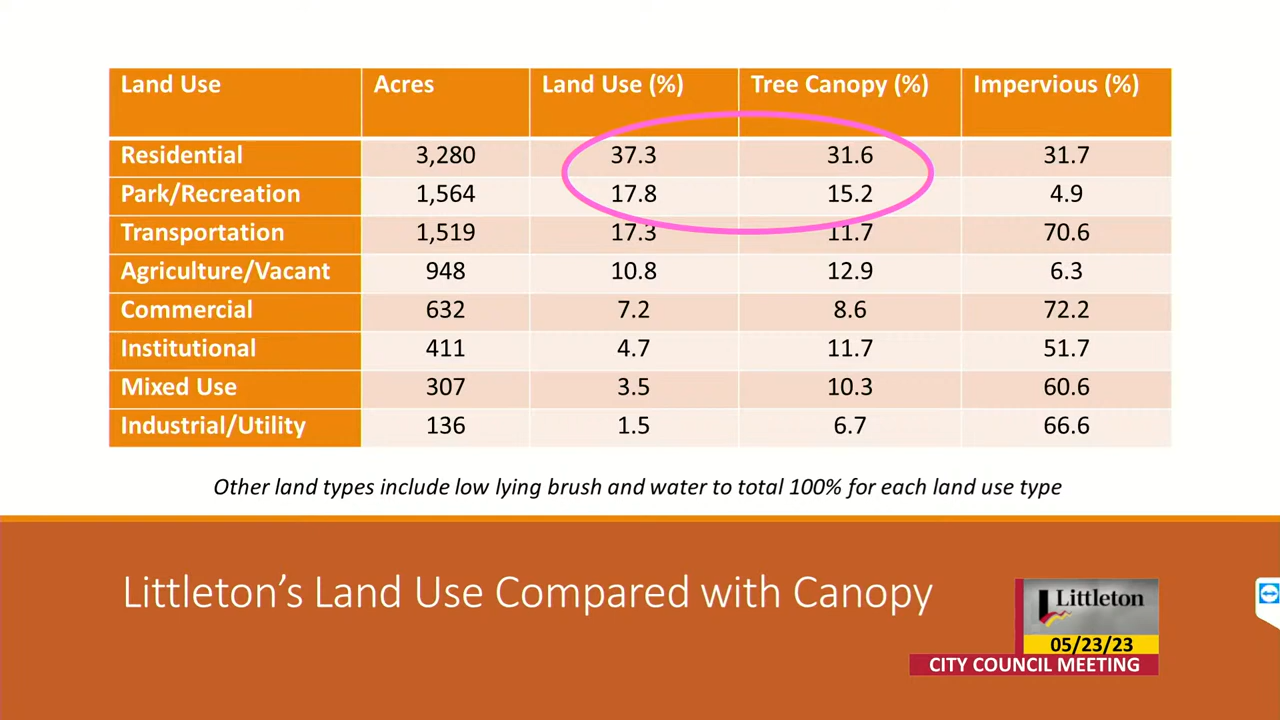 Land Use Acres Land Use (%) Tree Canopy (%) Impervious (%)
Residential 3,280 37.3 31.6 31.7
Park/Recreation 1,564 17.8 15.2 4.9
Transportation 1,519 17.3 11.7 70.6
Agriculture/Vacant 948 10.8 12.9 6.3
Commercial 632 7.2 8.6 72.2
Institutional 411 4.7 11.7 51.7
Mixed Use 307 3.5 10.3 60.6
Industrial/Utility 136 1.5 6.7 66.6
Other land types include low lying brush and water to total 100% for each land use type
Littleton’s Land Use Compared with Canopy
Littleton
05/23/23
CITY COUNCIL MEETING